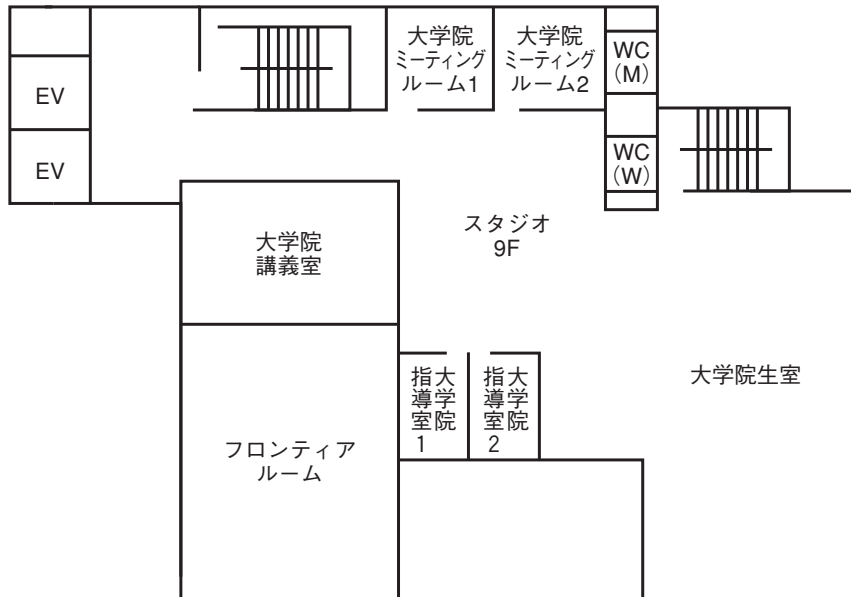 大学院
ミーティング
ルーム1
大学院
ミーティング
ルーム2
WC
(M)
EV
EV
WC
(W)
スタジオ
9F
大学院
講義室
大学院生室
大学院
指導室1
大学院
指導室2
フロンティア
ルーム